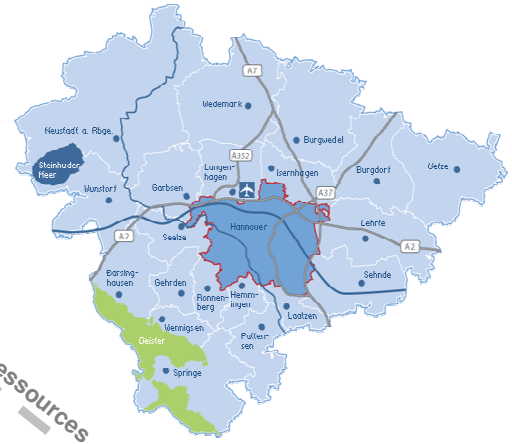 A7
Wedemark
Neustadt a. Rbge.
Burgwedel
A352
Steinhuder
Meer
Langen-
hagen
Isernhagen
Burgdorf
Uetze
Wunstorf
Garbsen
A37
Seelze
Hannover
Lehrte
A2
A2
Barsing-
hausen
Gehrden
Ronnen-
berg
Hemm-
ingen
Sehnde
Laatzen
Wennigsen
Patten-
sen
Deister
Springe
essources